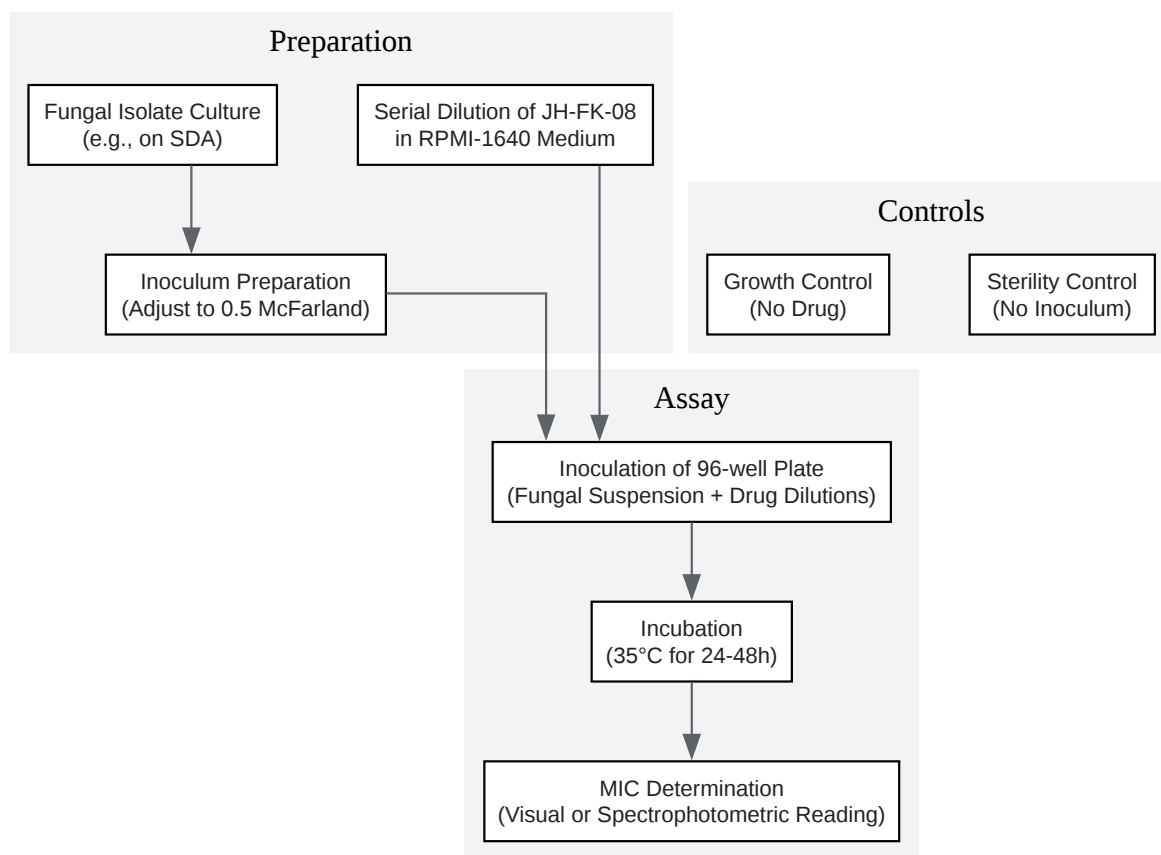 Preparation
Fungal Isolate Culture
(e.g., on SDA)
Serial Dilution of JH-FK-08
in RPMI-1640 Medium
Inoculum Preparation
(Adjust to 0.5 McFarland)
Controls
Growth Control
(No Drug)
Sterility Control
(No Inoculum)
Assay
Inoculation of 96-well Plate
(Fungal Suspension + Drug Dilutions)
Incubation
(35°C for 24-48h)
MIC Determination
(Visual or Spectrophotometric Reading)